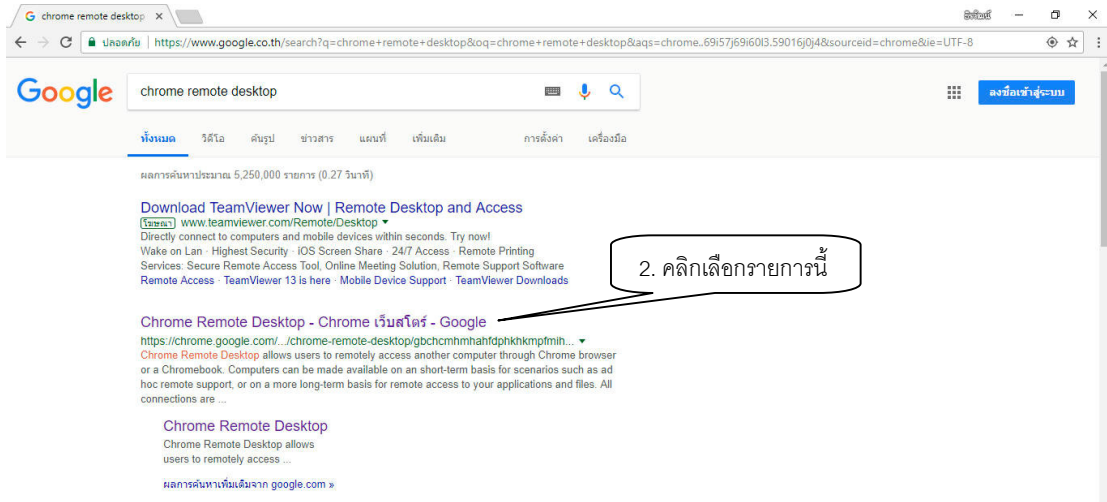 chrome remote desktop
ปลอดภัย | https://www.google.co.th/search?q=chrome+remote+desktop&oq=chrome+remote+desktop&aqs=chrome..69i57j69i60l3.59016j0j4&sourceid=chrome&ie=UTF-8
Google
chrome remote desktop
ลงชื่อเข้าสู่ระบบ
ทั้งหมด วิดีโอ ค้นรูป ข่าวสาร แผนที่ เพิ่มเติม การตั้งค่า เครื่องมือ
ผลการค้นหาประมาณ 5,250,000 รายการ (0.27 วินาที)
Download TeamViewer Now | Remote Desktop and Access
โฆษณา www.teamviewer.com/Remote/Desktop
Directly connect to computers and mobile devices within seconds. Try now!
Wake on Lan · Highest Security · iOS Screen Share · 24/7 Access · Remote Printing
Services: Secure Remote Access Tool, Online Meeting Solution, Remote Support Software
Remote Access · TeamViewer 13 is here · Mobile Device Support · TeamViewer Downloads
2. คลิกเลือกรายการนี้
Chrome Remote Desktop - Chrome เว็บสโตร์ - Google
https://chrome.google.com/.../chrome-remote-desktop/gbchcmhmhahfdphkhkmpfmih...
Chrome Remote Desktop allows users to remotely access another computer through Chrome browser
or a Chromebook. Computers can be made available on an short-term basis for scenarios such as ad
hoc remote support, or on a more long-term basis for remote access to your applications and files. All
connections are ...
Chrome Remote Desktop
Chrome Remote Desktop allows
users to remotely access ...
ผลการค้นหาเพิ่มเติมจาก google.com »